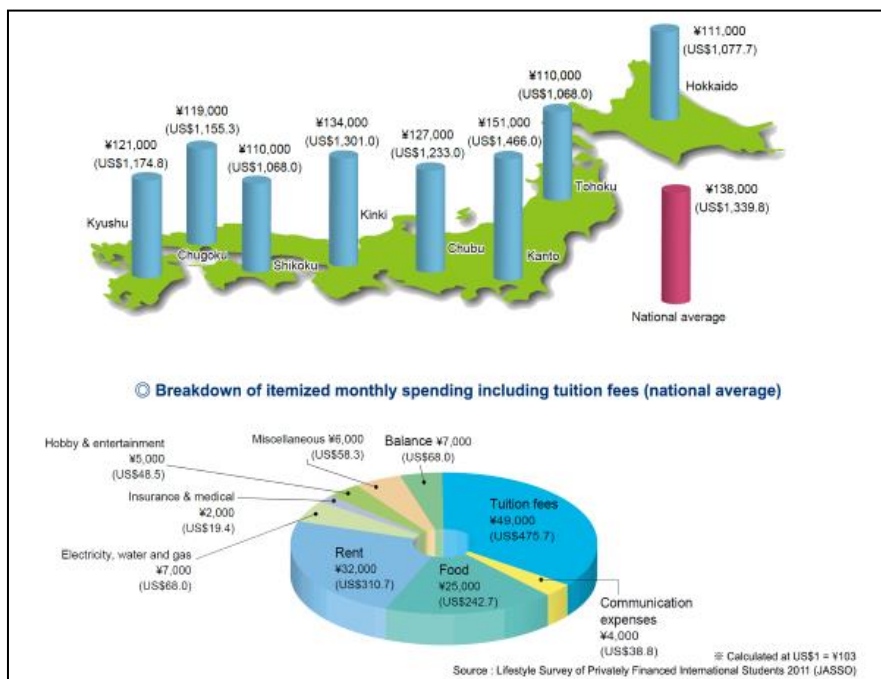 ¥111,000
(US$1,077.7)
Hokkaido
¥110,000
(US$1,068.0)
Tohoku
¥151,000
(US$1,466.0)
Kanto
¥127,000
(US$1,233.0)
Chubu
¥134,000
(US$1,301.0)
Kinki
¥110,000
(US$1,068.0)
Shikoku
¥119,000
(US$1,155.3)
Chugoku
¥121,000
(US$1,174.8)
Kyushu
¥138,000
(US$1,339.8)
National average
◎ Breakdown of itemized monthly spending including tuition fees (national average)
Hobby & entertainment
¥5,000
(US$48.5)
Miscellaneous ¥6,000
(US$58.3)
Balance ¥7,000
(US$68.0)
Insurance & medical
¥2,000
(US$19.4)
Electricity, water and gas
¥7,000
(US$68.0)
Tuition fees
¥49,000
(US$475.7)
Rent
¥32,000
(US$310.7)
Food
¥25,000
(US$242.7)
Communication
expenses
¥4,000
(US$38.8)
※ Calculated at US$1 = ¥103
Source : Lifestyle Survey of Privately Financed International Students 2011 (JASSO)